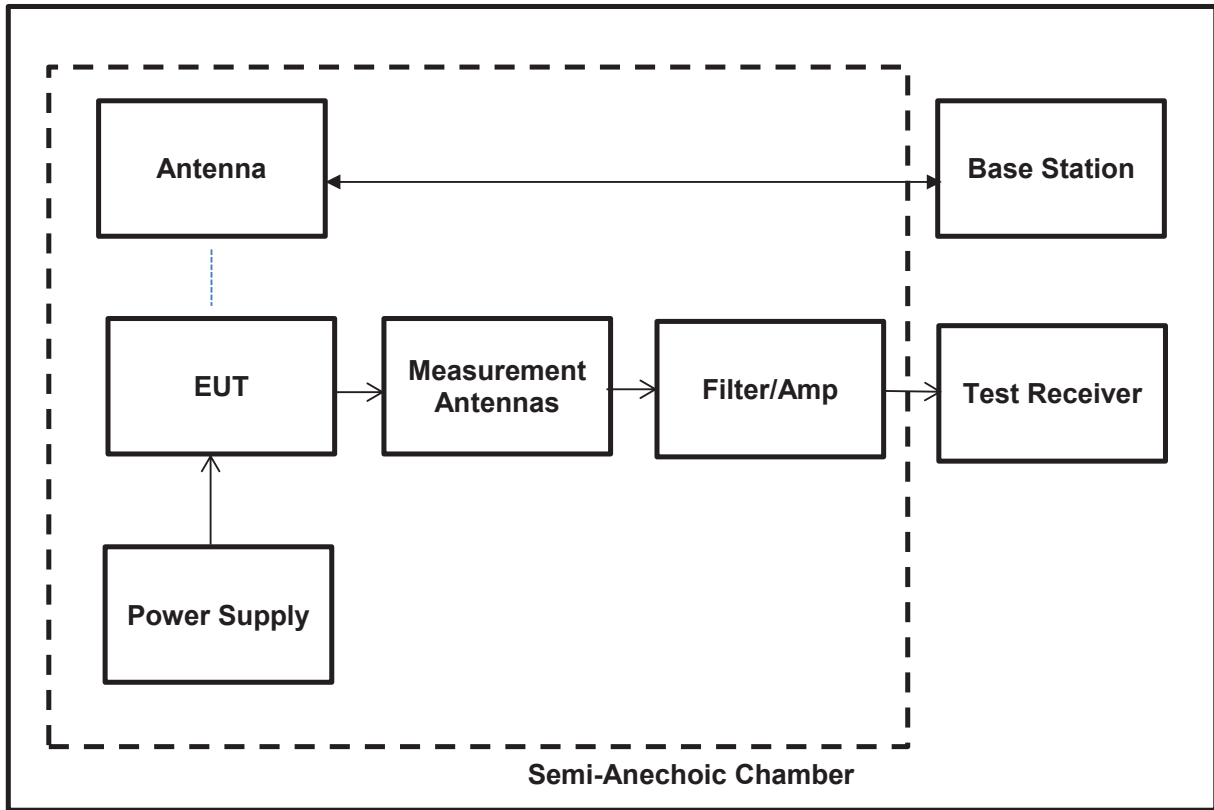 Antenna
Base Station
EUT
Measurement
Antennas
Filter/Amp
Test Receiver
Power Supply
Semi-Anechoic Chamber